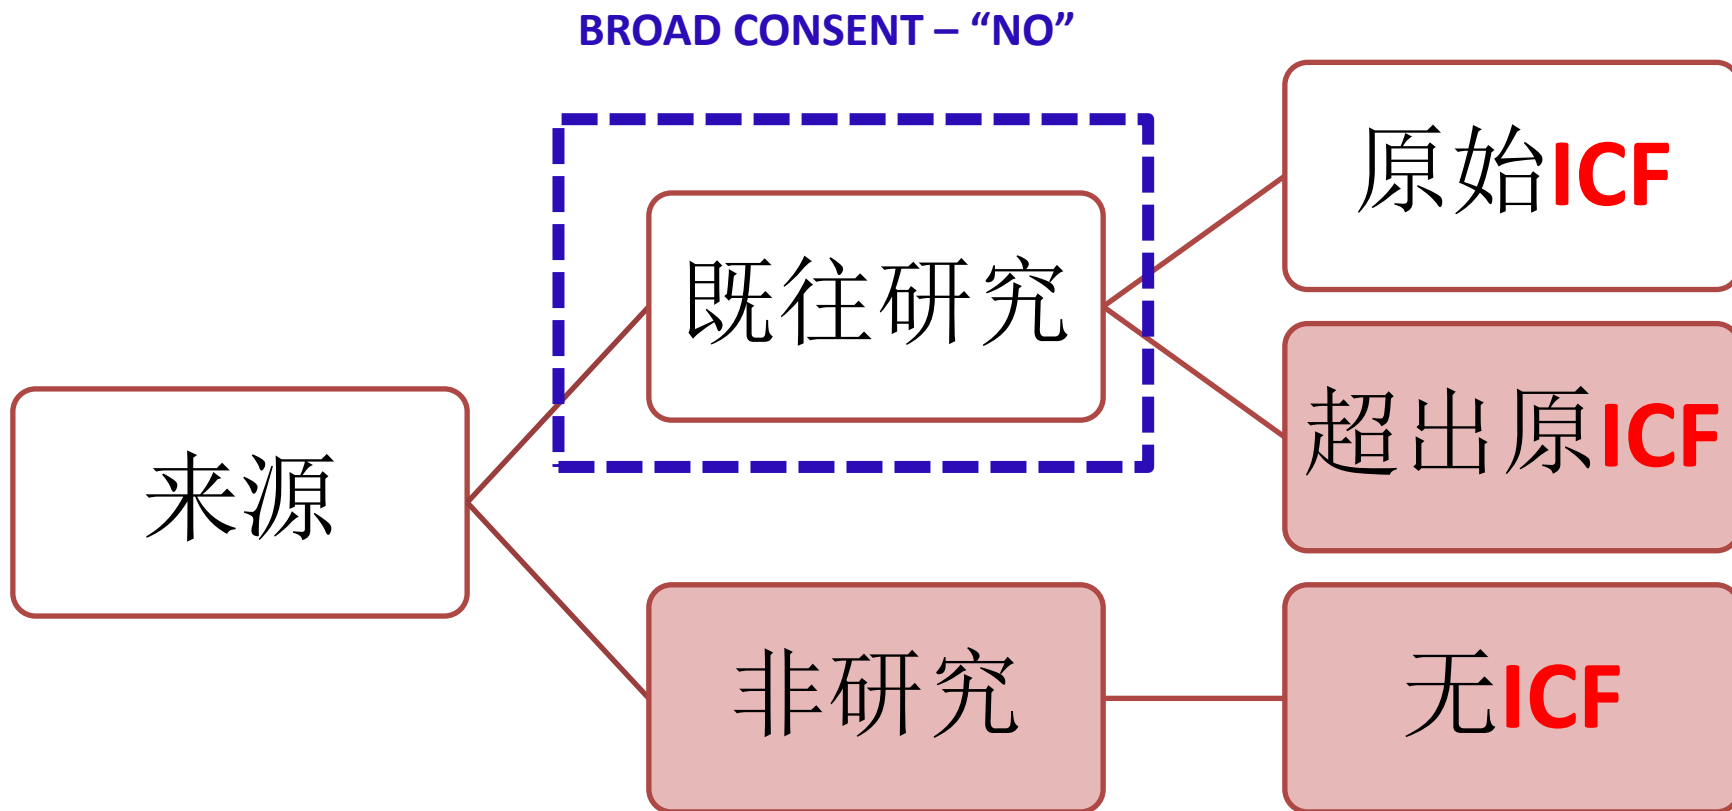 BROAD CONSENT – “NO”
来源
既往研究
原始ICF
超出原ICF
非研究
无ICF